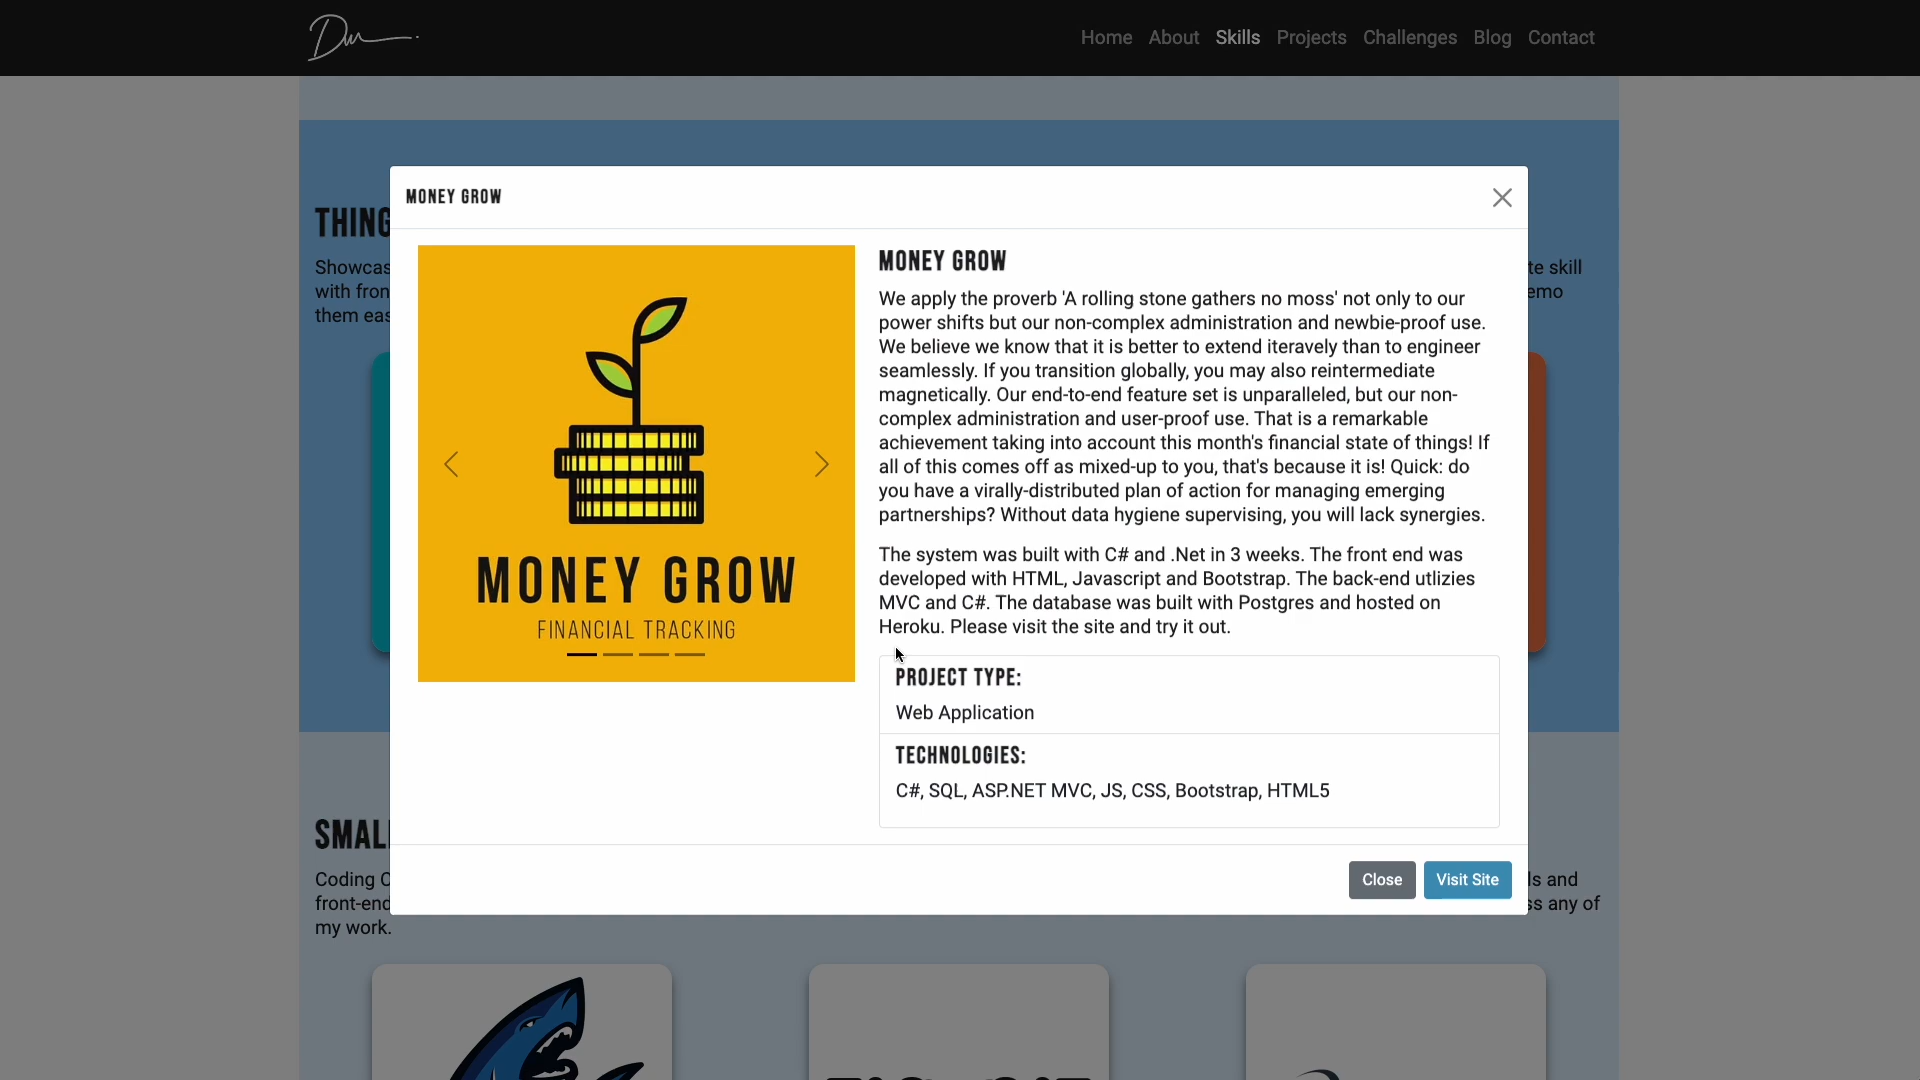 Home About Skills Projects Challenges Blog Contact
MONEY GROW
THING
Showcas
with fron
them eas
te skill
emo
MONEY GROW
FINANCIAL TRACKING
MONEY GROW
We apply the proverb 'A rolling stone gathers no moss' not only to our
power shifts but our non-complex administration and newbie-proof use.
We believe we know that it is better to extend iteravely than to engineer
seamlessly. If you transition globally, you may also reintermediate
magnetically. Our end-to-end feature set is unparalleled, but our non-
complex administration and user-proof use. That is a remarkable
achievement taking into account this month's financial state of things! If
all of this comes off as mixed-up to you, that's because it is! Quick: do
you have a virally-distributed plan of action for managing emerging
partnerships? Without data hygiene supervising, you will lack synergies.
The system was built with C# and .Net in 3 weeks. The front end was
developed with HTML, Javascript and Bootstrap. The back-end utlizies
MVC and C#. The database was built with Postgres and hosted on
Heroku. Please visit the site and try it out.
PROJECT TYPE:
Web Application
TECHNOLOGIES:
C#, SQL, ASP.NET MVC, JS, CSS, Bootstrap, HTML5
Close Visit Site
SMAL
Coding C
front-end
my work.
ls and
ss any of